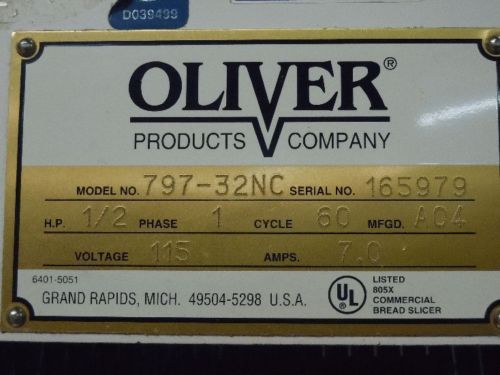 D039499
OLIVER®
PRODUCTS COMPANY
MODEL NO. 797-32NC SERIAL NO. 165979
H.P. 1/2 PHASE 1 CYCLE 60 MFGD. A04
VOLTAGE 115 AMPS. 7.0
6401-5051
GRAND RAPIDS, MICH. 49504-5298 U.S.A.
UL
LISTED
805X
COMMERCIAL
BREAD SLICER